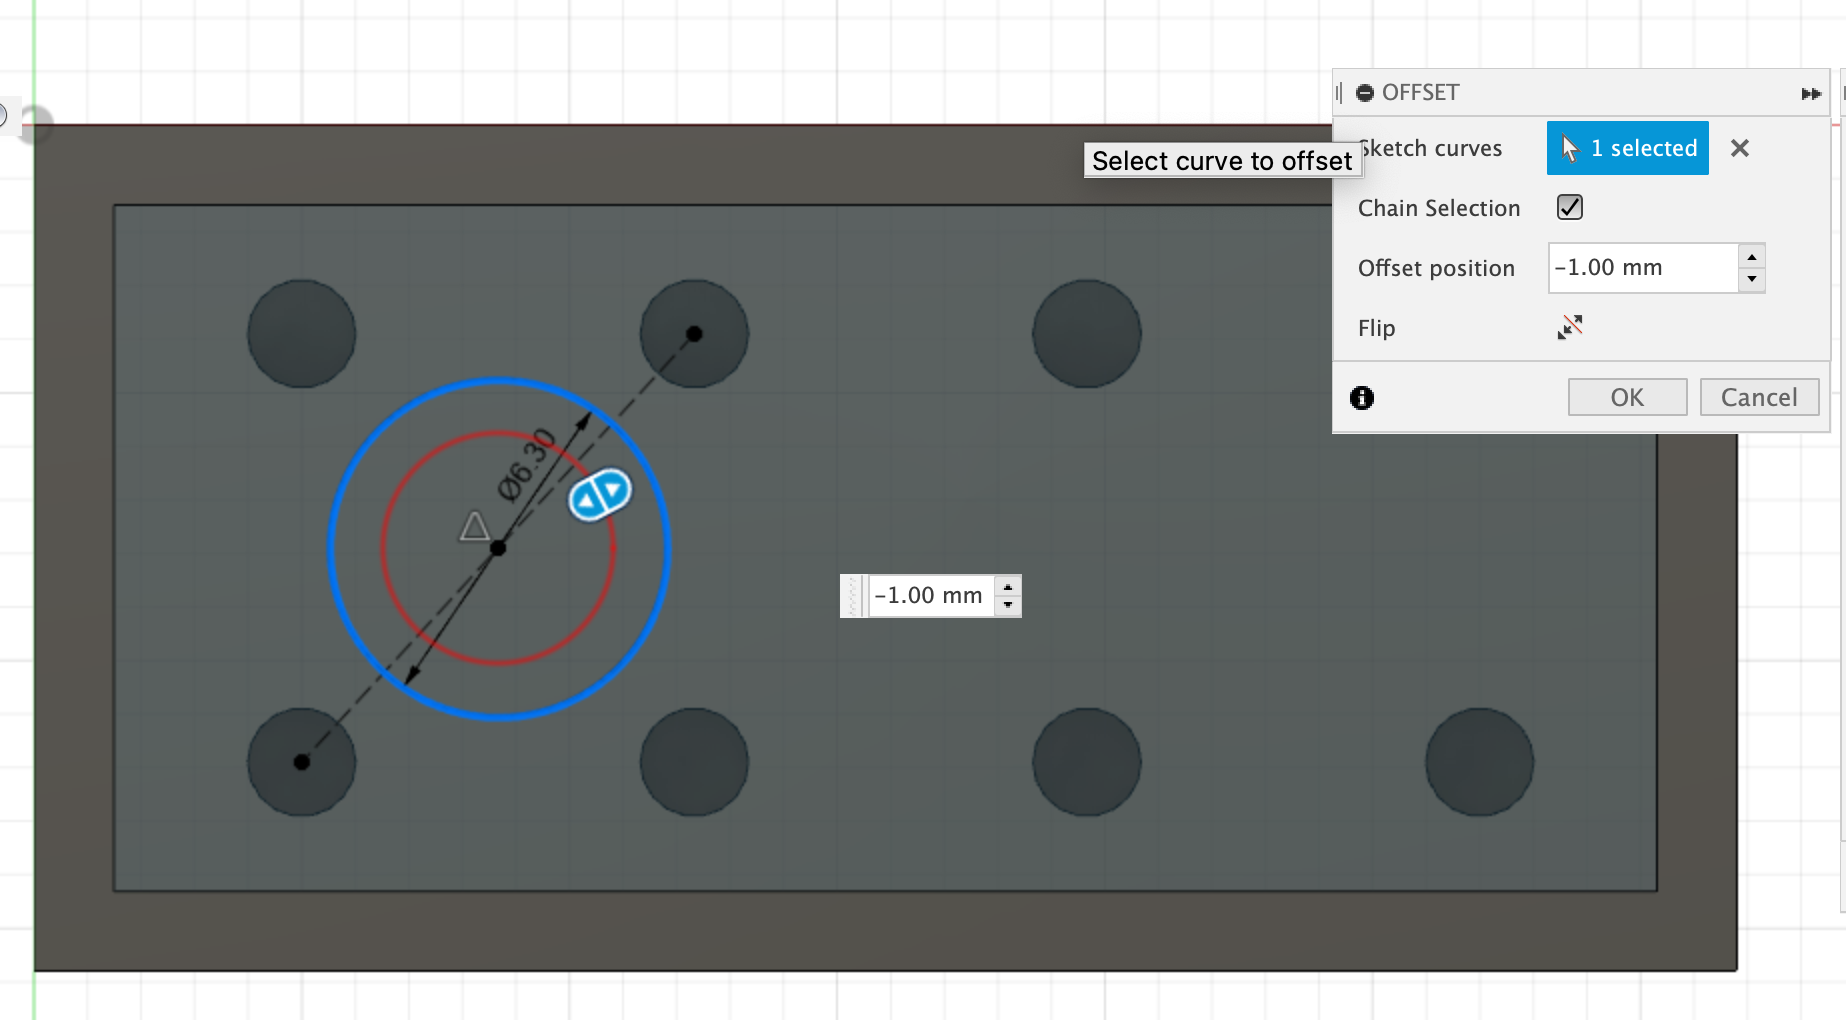 OFFSET
Select curve to offset
Sketch curves
1 selected
Chain Selection
Offset position
-1.00 mm
Flip
OK
Cancel
Ø6.30
-1.00 mm